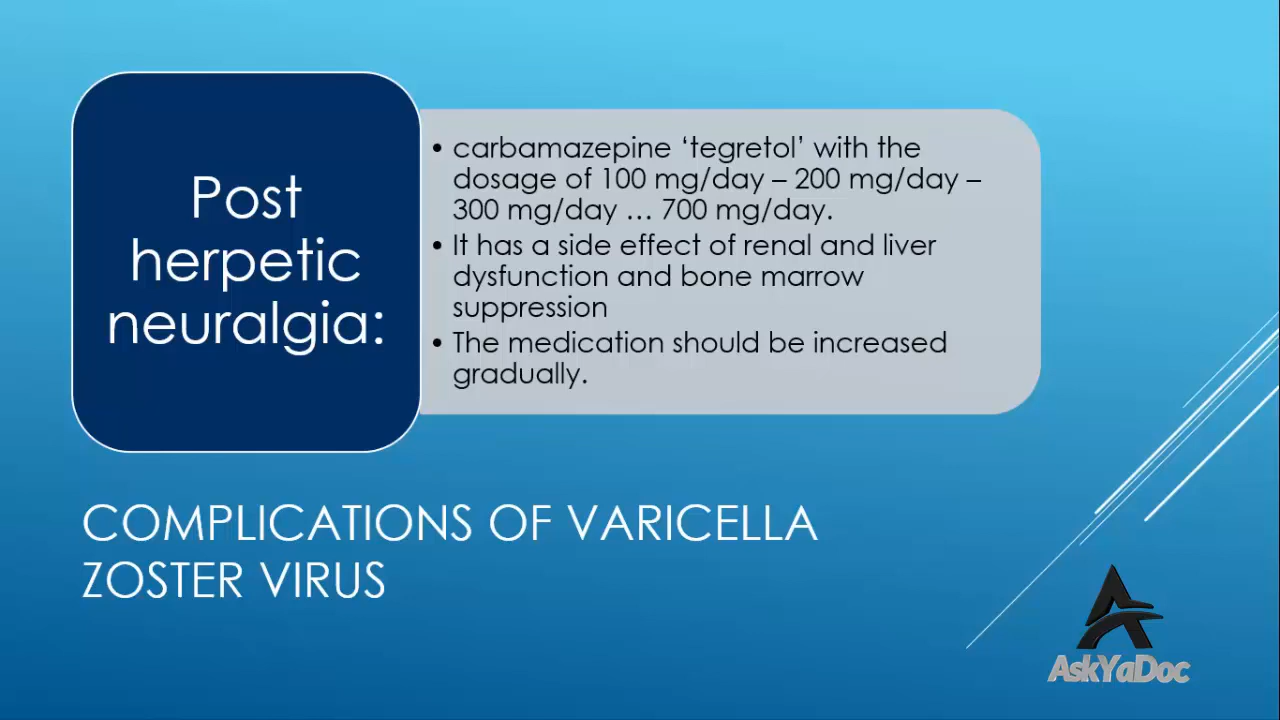 Post
herpetic
neuralgia:
• carbamazepine ‘tegretol’ with the
dosage of 100 mg/day – 200 mg/day –
300 mg/day … 700 mg/day.
• It has a side effect of renal and liver
dysfunction and bone marrow
suppression
• The medication should be increased
gradually.
COMPLICATIONS OF VARICELLA
ZOSTER VIRUS
AskYaDoc